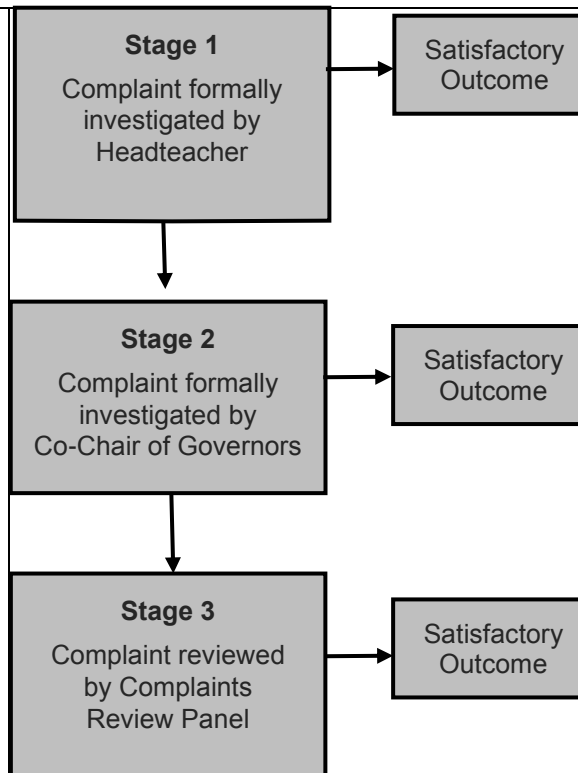 Stage 1
Complaint formally
investigated by
Headteacher
Satisfactory
Outcome
Stage 2
Complaint formally
investigated by
Co-Chair of Governors
Satisfactory
Outcome
Stage 3
Complaint reviewed
by Complaints
Review Panel
Satisfactory
Outcome